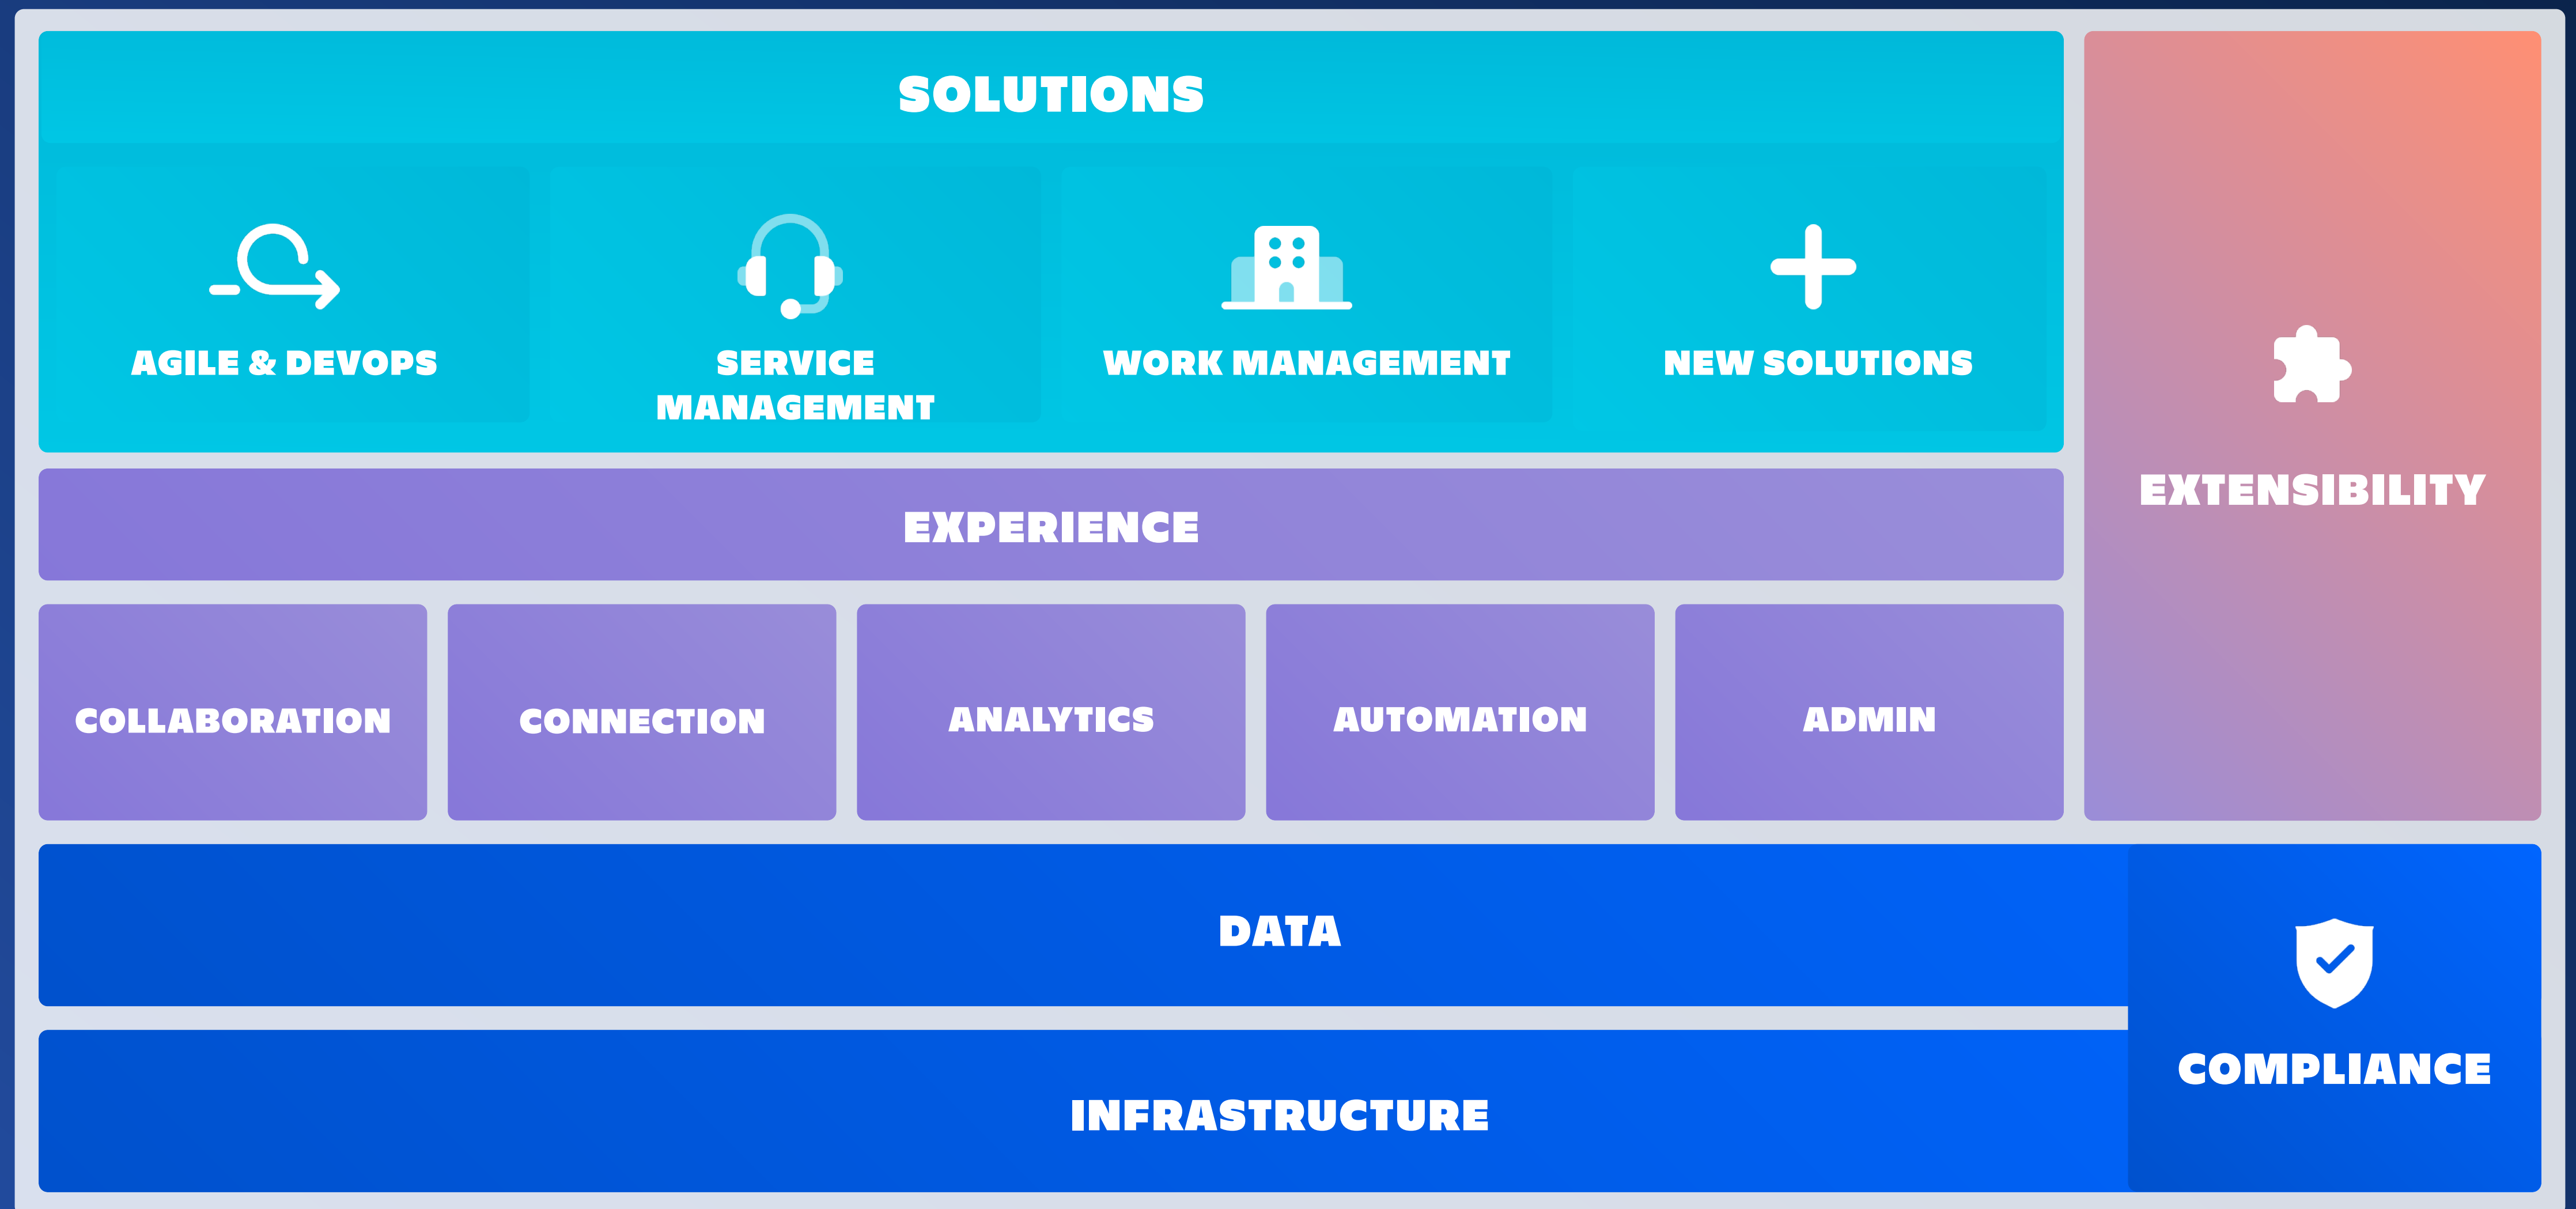 SOLUTIONS
AGILE & DEVOPS
SERVICE
MANAGEMENT
WORK MANAGEMENT
NEW SOLUTIONS
EXTENSIBILITY
EXPERIENCE
COLLABORATION
CONNECTION
ANALYTICS
AUTOMATION
ADMIN
DATA
COMPLIANCE
INFRASTRUCTURE